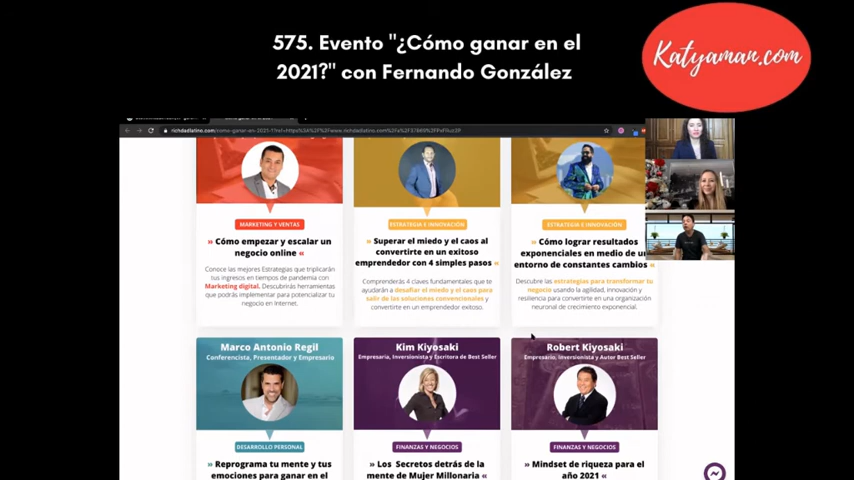 575. Evento "¿Cómo ganar en el
2021?" con Fernando González
Katyaman.com
MARKETING Y VENTAS
» Cómo empezar y escalar un
negocio online «
Conoce las mejores Estrategias que triplicarán
tus ingresos en tiempos de pandemia con
Marketing digital. Descubrirás herramientas
que podrás implementar para potencializar tu
negocio en Internet.
ESTRATEGIA E INNOVACIÓN
» Superar el miedo y el caos al
convertirte en un exitoso
emprendedor con 4 simples pasos «
Comprenderás 4 claves fundamentales que te
ayudarán a desafiar el miedo y el caos para
salir de las soluciones convencionales y
convertirte en un emprendedor exitoso.
ESTRATEGIA E INNOVACIÓN
» Cómo lograr resultados
exponenciales en medio de un
entorno de constantes cambios «
Descubre las estrategias para transformar tu
negocio usando la agilidad, innovación y
resiliencia para convertirte en una organización
neuronal de crecimiento exponencial.
Marco Antonio Regil
Conferencista, Presentador y Empresario
DESARROLLO PERSONAL
» Reprograma tu mente y tus
emociones para ganar en el
Kim Kiyosaki
Empresaria, Inversionista y Escritora de Best Seller
FINANZAS Y NEGOCIOS
» Los Secretos detrás de la
mente de Mujer Millonaria «
Robert Kiyosaki
Empresario, Inversionista y Autor Best Seller
FINANZAS Y NEGOCIOS
» Mindset de riqueza para el
año 2021 «